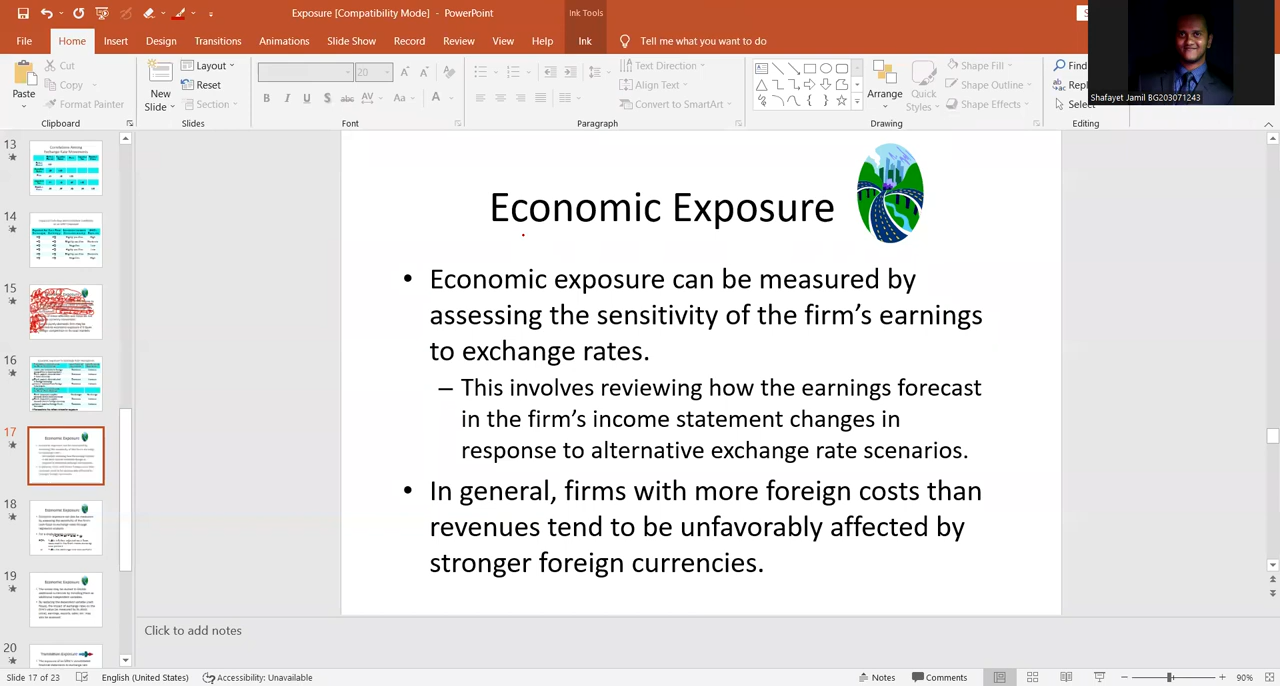 Exposure [Compatibility Mode] - PowerPoint
Ink Tools
S
File Home Insert Design Slide Show Transitions Animations Slide Show Record Review View Help Ink Tell me what you want to do
Cut
Copy
Format Painter
Paste
Clipboard
New
Slide
Layout
Reset
Section
Slides
20
B I U S abc AV Aa A
Font
Text Direction
Align Text
Convert to SmartArt
Paragraph
Arrange
Quick
Styles
Shape Fill
Shape Outline
Shape Effects
Drawing
Find
Repl
Select
Editing
Shafayet Jamil BG203071243
13
14
15
16
17
18
19
20
Economic Exposure
• Economic exposure can be measured by
assessing the sensitivity of the firm's earnings
to exchange rates.
– This involves reviewing how the earnings forecast
in the firm's income statement changes in
response to alternative exchange rate scenarios.
• In general, firms with more foreign costs than
revenues tend to be unfavorably affected by
stronger foreign currencies.
Click to add notes
Slide 17 of 23 English (United States) Accessibility: Unavailable Notes Comments 90%